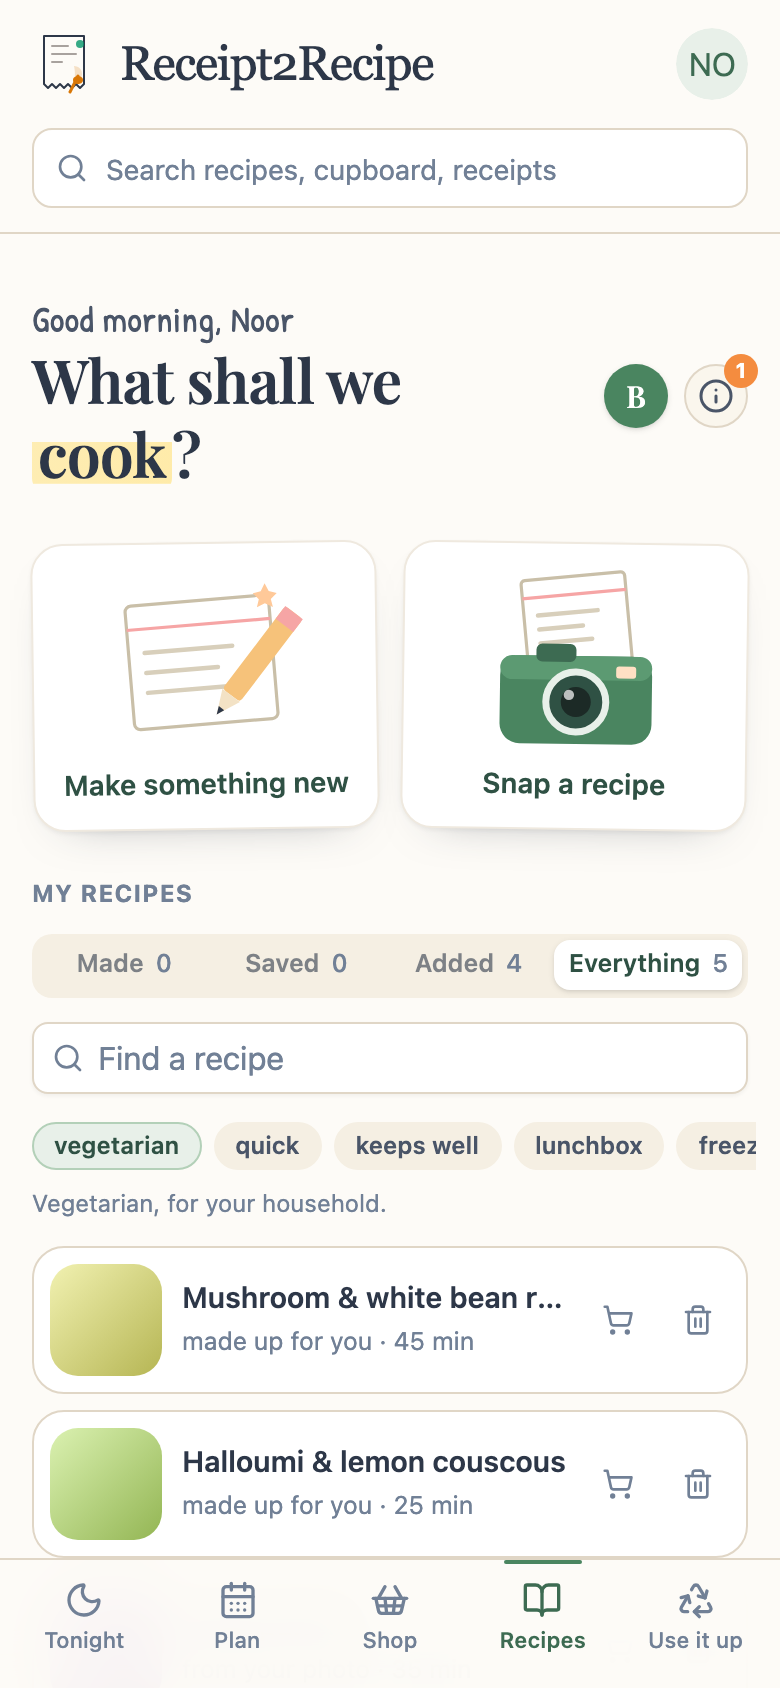 Receipt2Recipe
NO
Search recipes, cupboard, receipts
Good morning, Noor
What shall we
cook?
B
1
Make something new
Snap a recipe
MY RECIPES
Made 0 Saved 0 Added 4 Everything 5
Find a recipe
vegetarian quick keeps well lunchbox freez
Vegetarian, for your household.
Mushroom & white bean r...
made up for you · 45 min
Halloumi & lemon couscous
made up for you · 25 min
Tonight Plan Shop Recipes Use it up